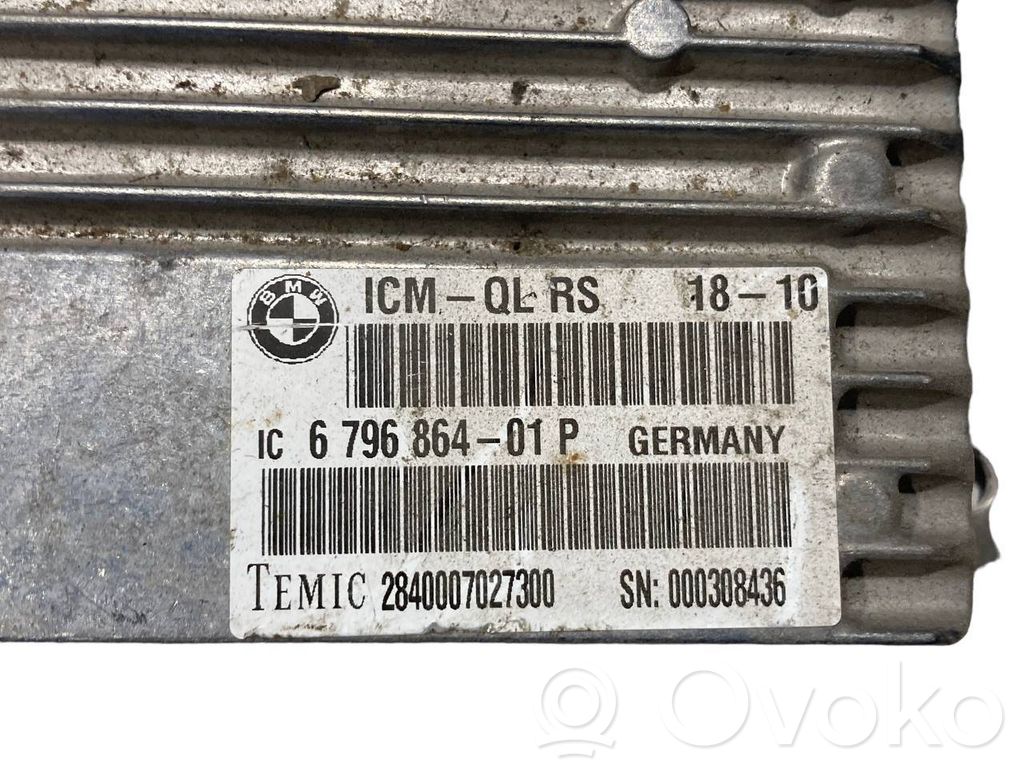 BMW
ICM – QL RS 18 – 10
IC 6 796 864 – 01 P GERMANY
TEMIC 2840007027300 SN: 000308436
Ovoko